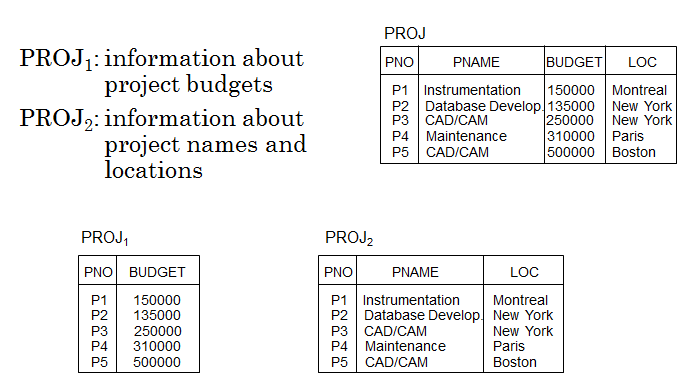 PROJ1: information about
project budgets
PROJ2: information about
project names and
locations
PROJ
PNO PNAME BUDGET LOC
P1 Instrumentation 150000 Montreal
P2 Database Develop. 135000 New York
P3 CAD/CAM 250000 New York
P4 Maintenance 310000 Paris
P5 CAD/CAM 500000 Boston
PROJ1
PNO BUDGET
P1 150000
P2 135000
P3 250000
P4 310000
P5 500000
PROJ2
PNO PNAME LOC
P1 Instrumentation Montreal
P2 Database Develop. New York
P3 CAD/CAM New York
P4 Maintenance Paris
P5 CAD/CAM Boston